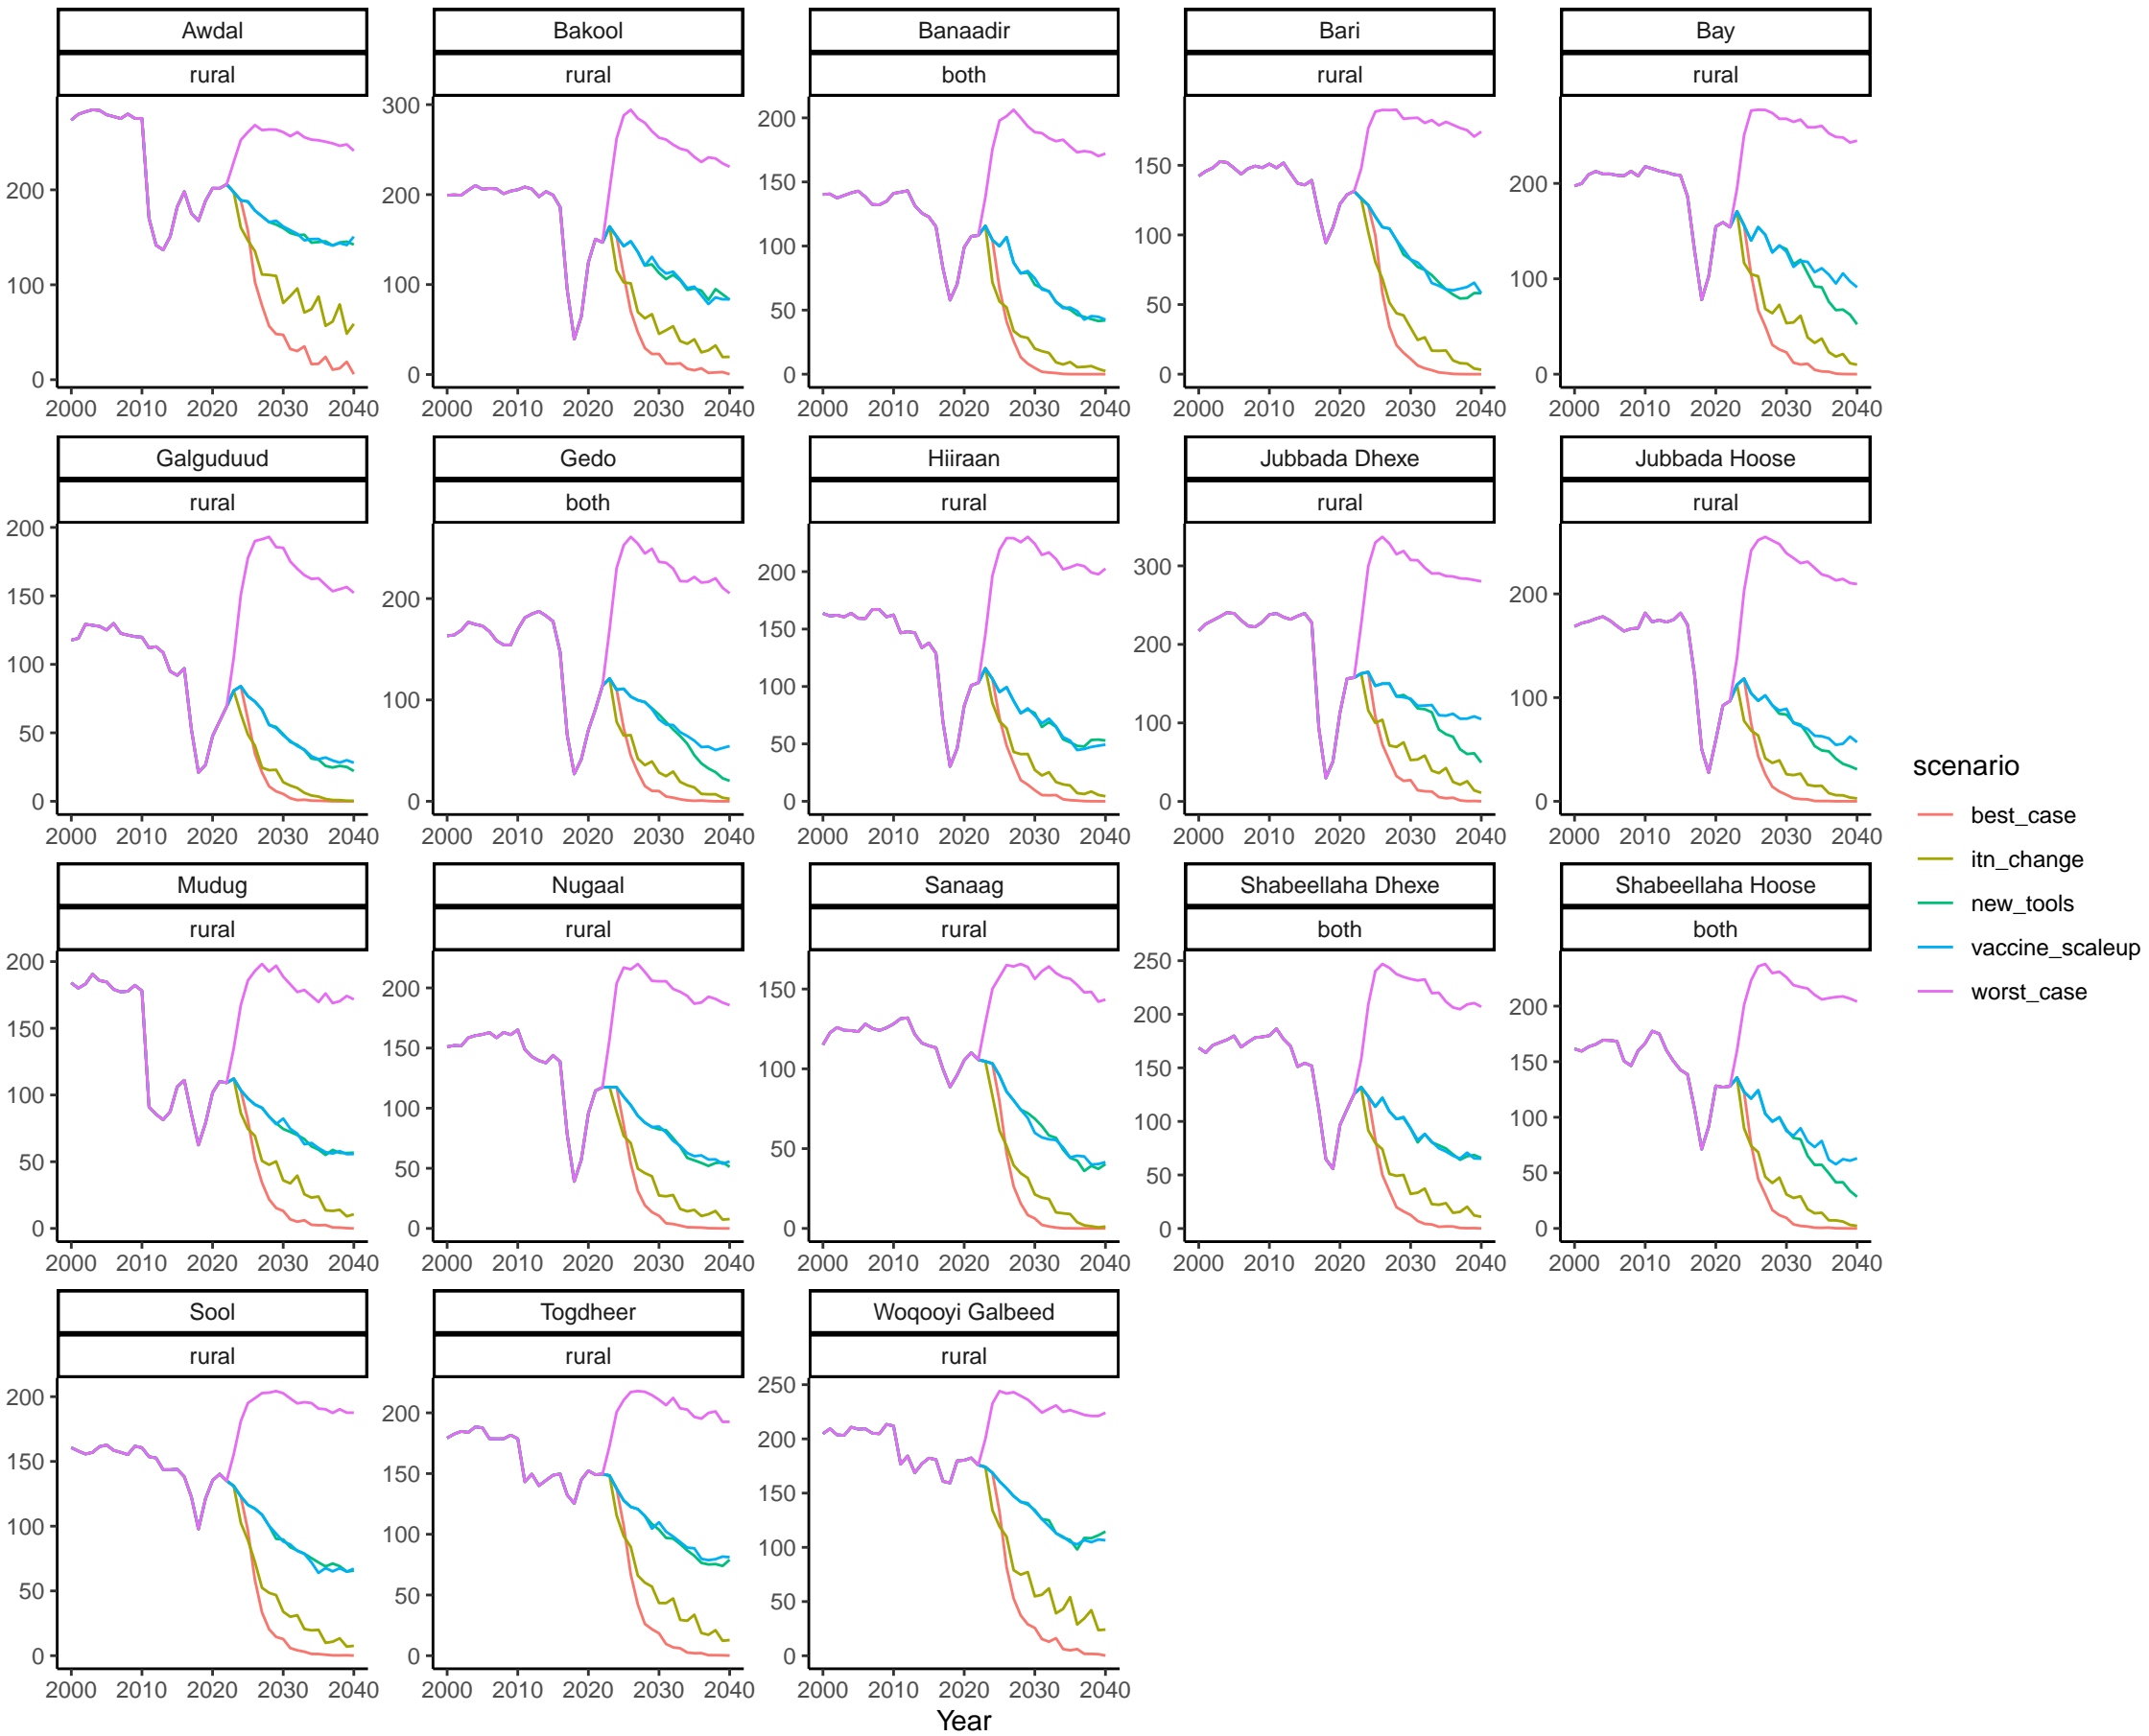 Awdal
rural
Bakool
rural
Banaadir
both
Bari
rural
Bay
rural
200
100
0
2000 2010 2020 2030 2040
300
200
100
0
2000 2010 2020 2030 2040
200
150
100
50
0
2000 2010 2020 2030 2040
150
100
50
0
2000 2010 2020 2030 2040
200
100
0
2000 2010 2020 2030 2040
Galguduud
rural
Gedo
both
Hiiraan
rural
Jubbada Dhexe
rural
Jubbada Hoose
rural
200
150
100
50
0
2000 2010 2020 2030 2040
200
100
0
2000 2010 2020 2030 2040
200
150
100
50
0
2000 2010 2020 2030 2040
300
200
100
0
2000 2010 2020 2030 2040
200
100
0
2000 2010 2020 2030 2040
Mudug
rural
Nugaal
rural
Sanaag
rural
Shabeellaha Dhexe
both
Shabeellaha Hoose
both
200
150
100
50
0
2000 2010 2020 2030 2040
200
150
100
50
0
2000 2010 2020 2030 2040
150
100
50
0
2000 2010 2020 2030 2040
250
200
150
100
50
0
2000 2010 2020 2030 2040
200
150
100
50
0
2000 2010 2020 2030 2040
Sool
rural
Togdheer
rural
Woqooyi Galbeed
rural
200
150
100
50
0
2000 2010 2020 2030 2040
200
150
100
50
0
2000 2010 2020 2030 2040
250
200
150
100
50
0
2000 2010 2020 2030 2040
Year
scenario
best_case
itn_change
new_tools
vaccine_scaleup
worst_case